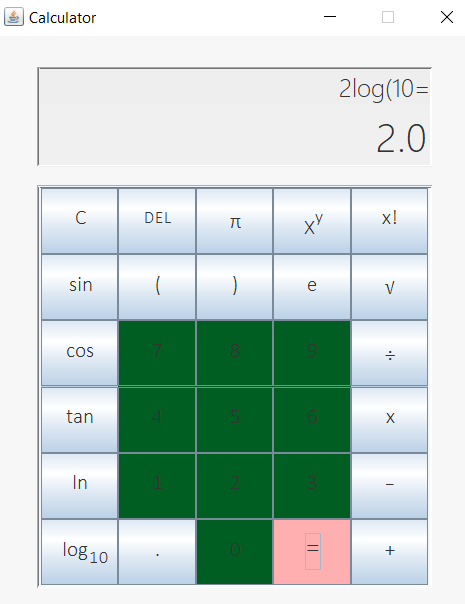 Calculator
2log(10=
2.0
C DEL π xʸ x!
sin ( ) e √
cos 7 8 9 ÷
tan 4 5 6 x
ln 1 2 3 −
log₁₀ . 0 = +